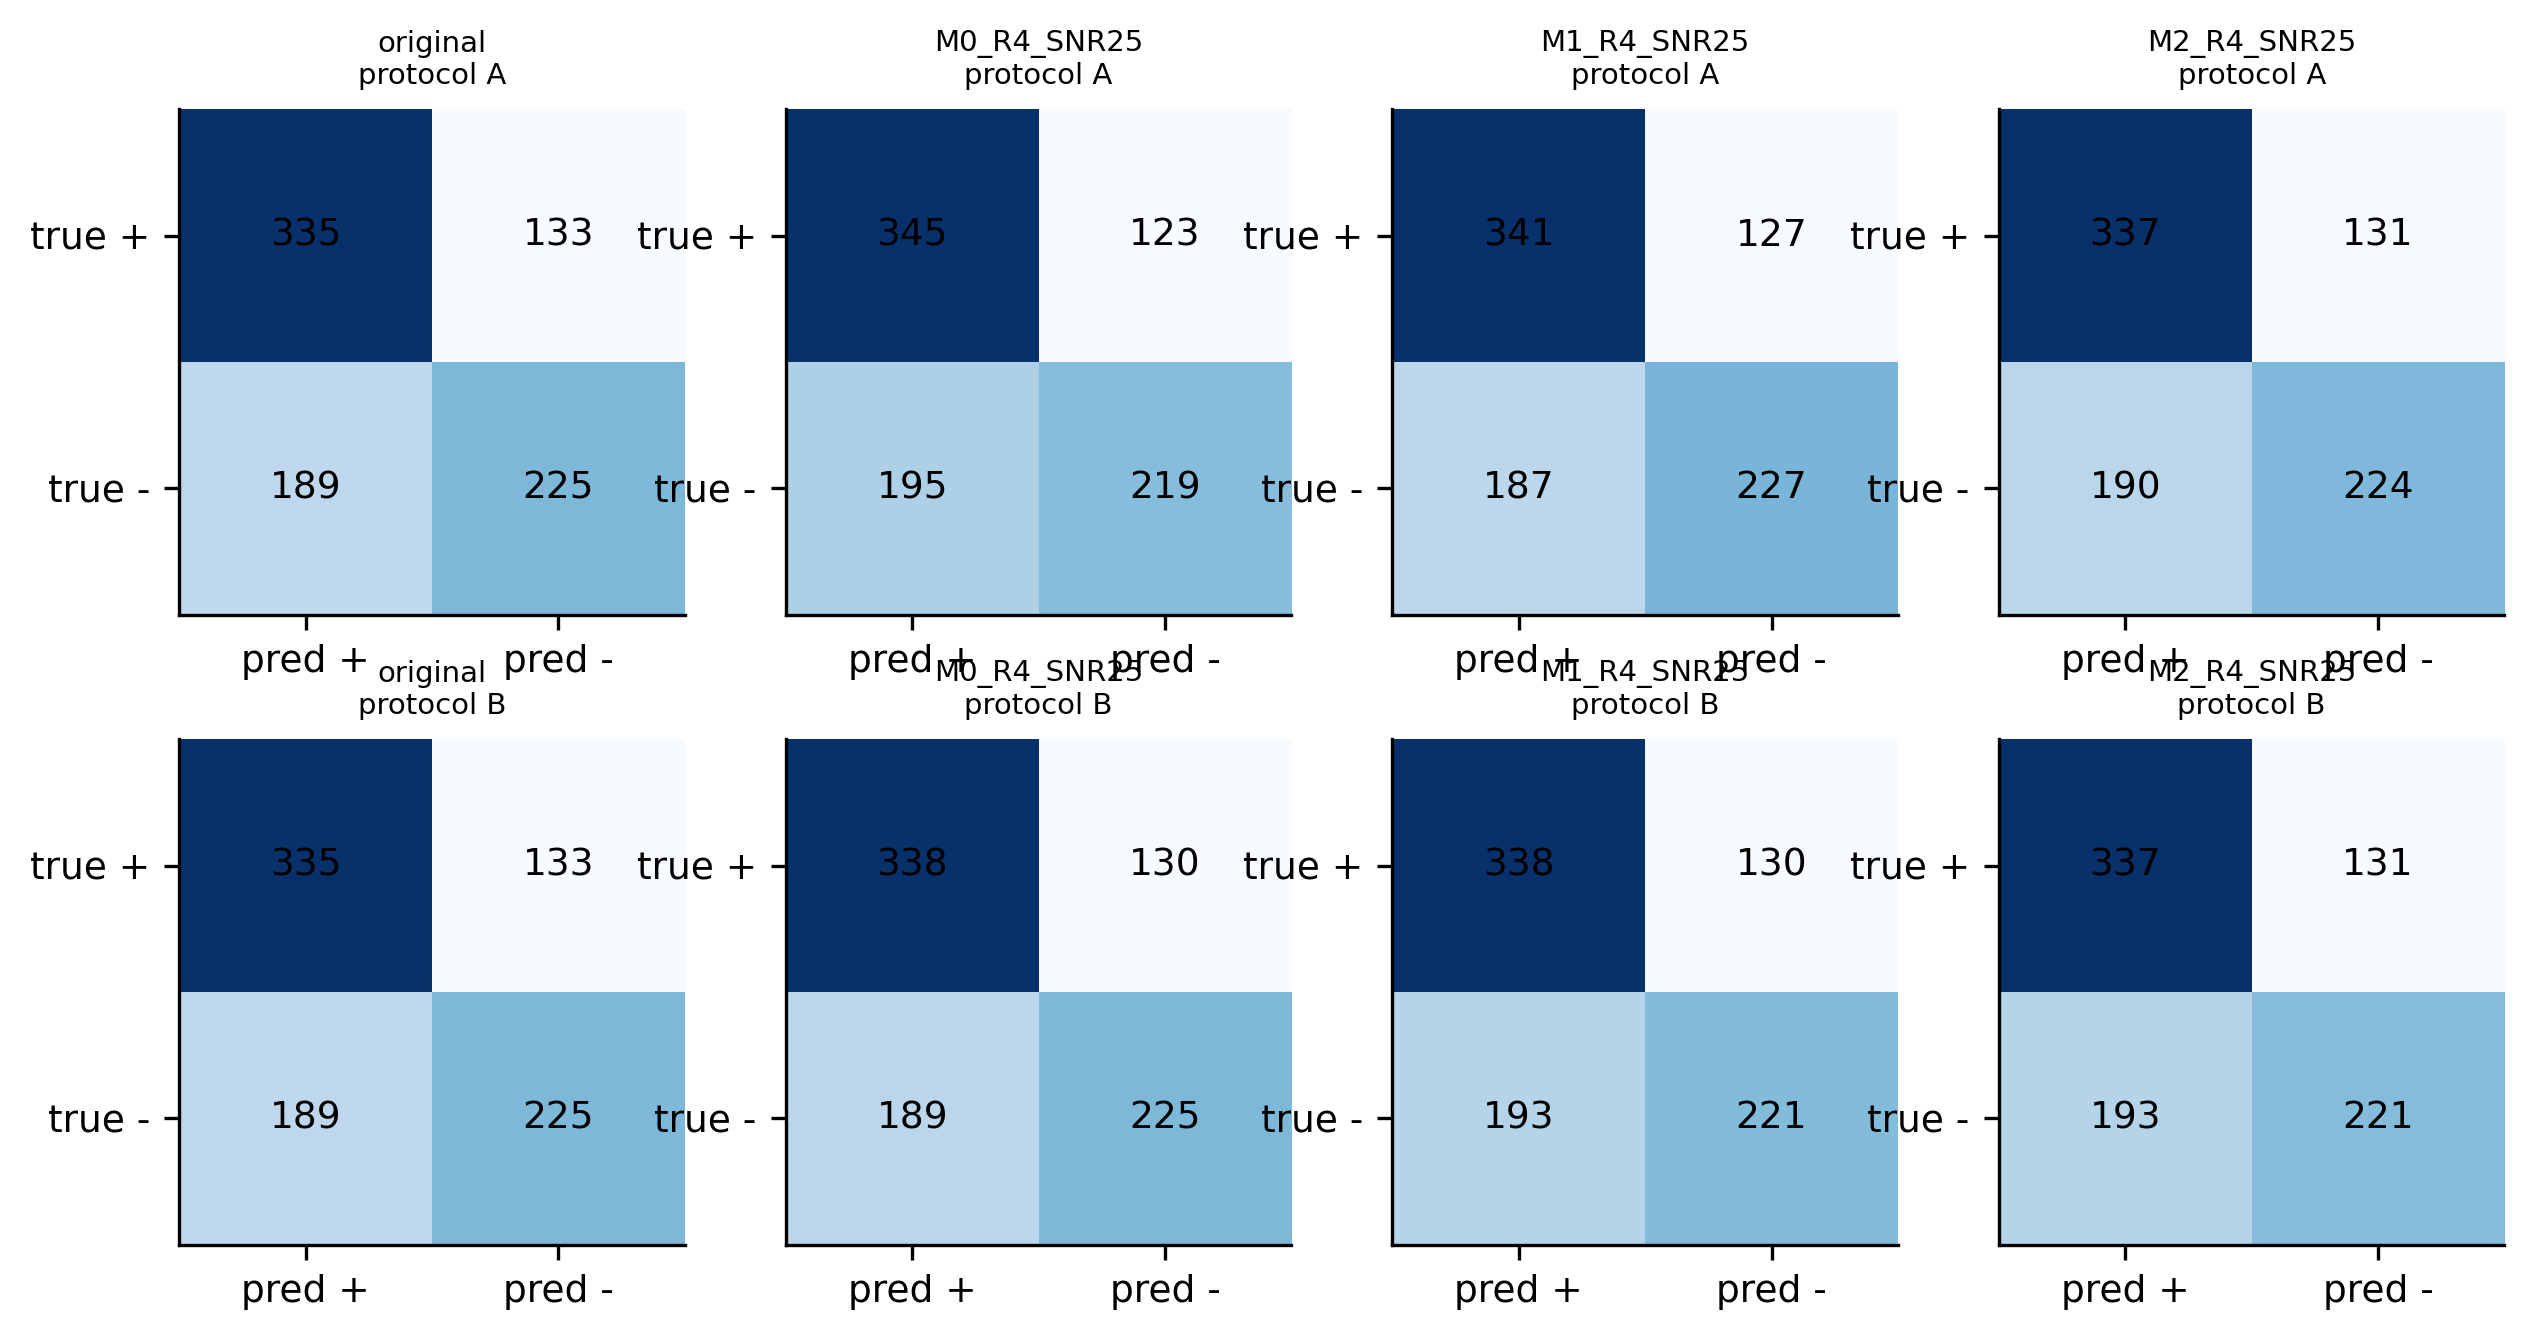 original
protocol A
M0_R4_SNR25
protocol A
M1_R4_SNR25
protocol A
M2_R4_SNR25
protocol A
true + 335 133
true + 345 123
true + 341 127
true + 337 131
true - 189 225
true - 195 219
true - 187 227
true - 190 224
pred + pred -
pred + pred -
pred + pred -
pred + pred -
original
protocol B
M0_R4_SNR25
protocol B
M1_R4_SNR25
protocol B
M2_R4_SNR25
protocol B
true + 335 133
true + 338 130
true + 338 130
true + 337 131
true - 189 225
true - 189 225
true - 193 221
true - 193 221
pred + pred -
pred + pred -
pred + pred -
pred + pred -